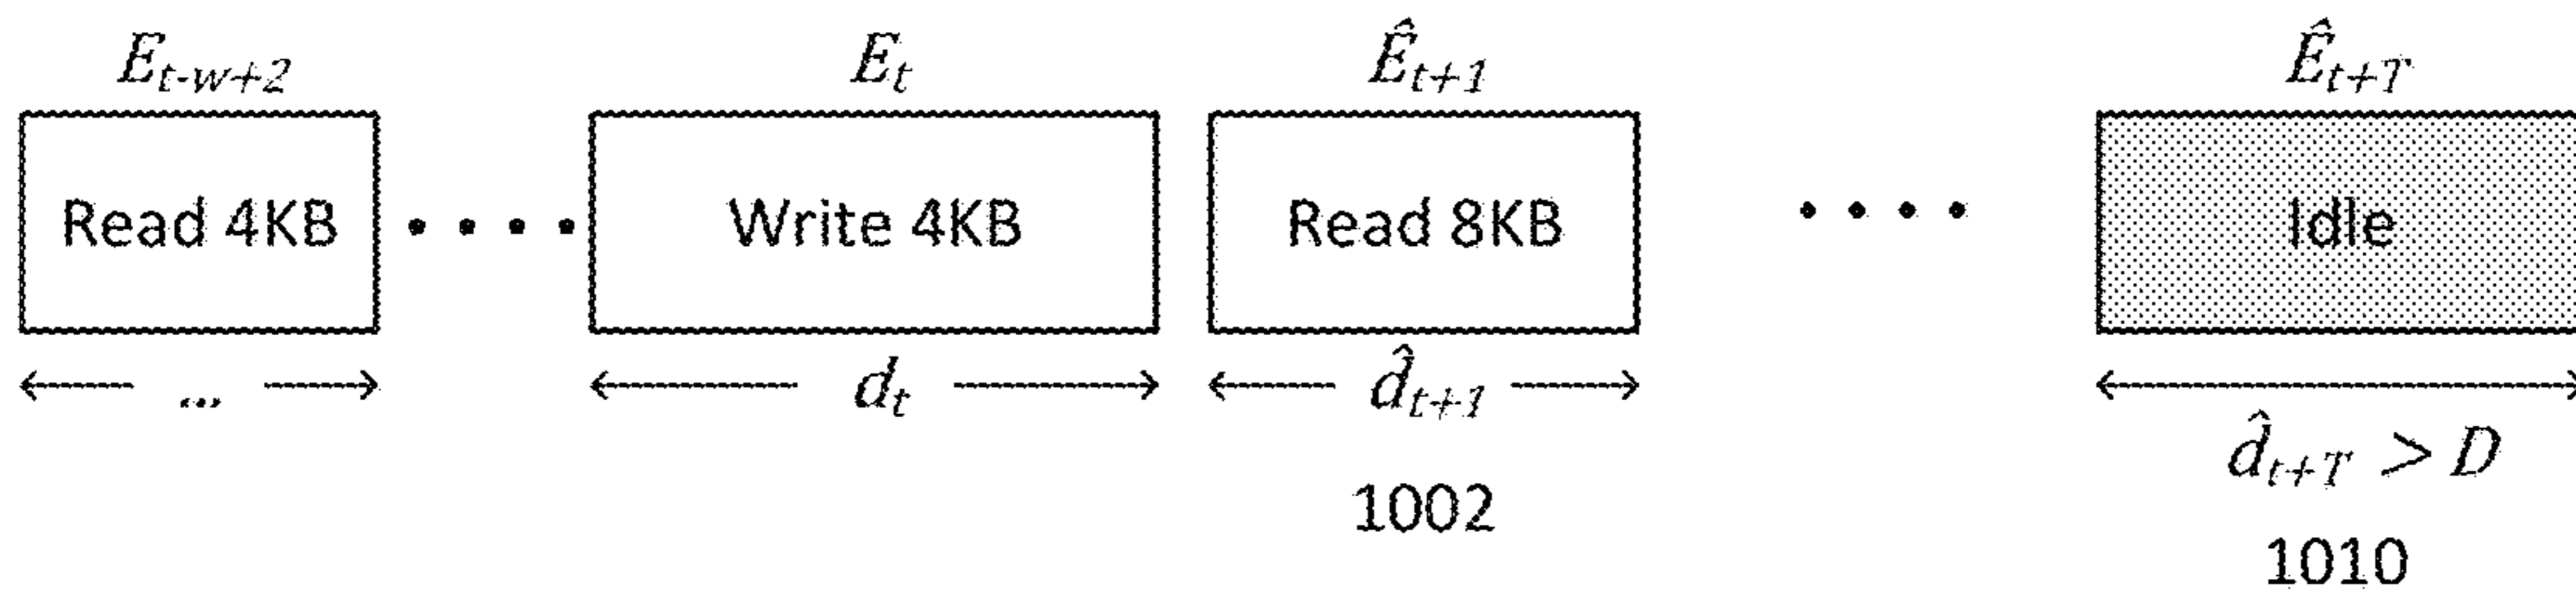 E_{t-w+2} E_t Ê_{t+1} Ê_{t+T}
Read 4KB .... Write 4KB Read 8KB .... Idle
... d_t d̂_{t+1}
d̂_{t+T} > D
1002
1010